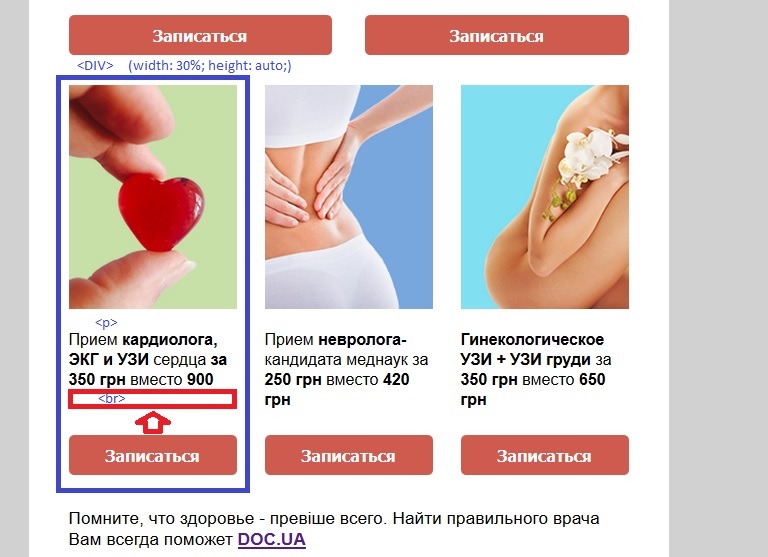 Записаться
Записаться
<DIV> (width: 30%; height: auto;)
<p>
Прием кардиолога,
ЭКГ и УЗИ сердца за
350 грн вместо 900
<br>
Записаться
Прием невролога-
кандидата меднаук за
250 грн вместо 420
грн
Записаться
Гинекологическое
УЗИ + УЗИ груди за
350 грн вместо 650
грн
Записаться
Помните, что здоровье - превіше всего. Найти правильного врача
Вам всегда поможет DOC.UA